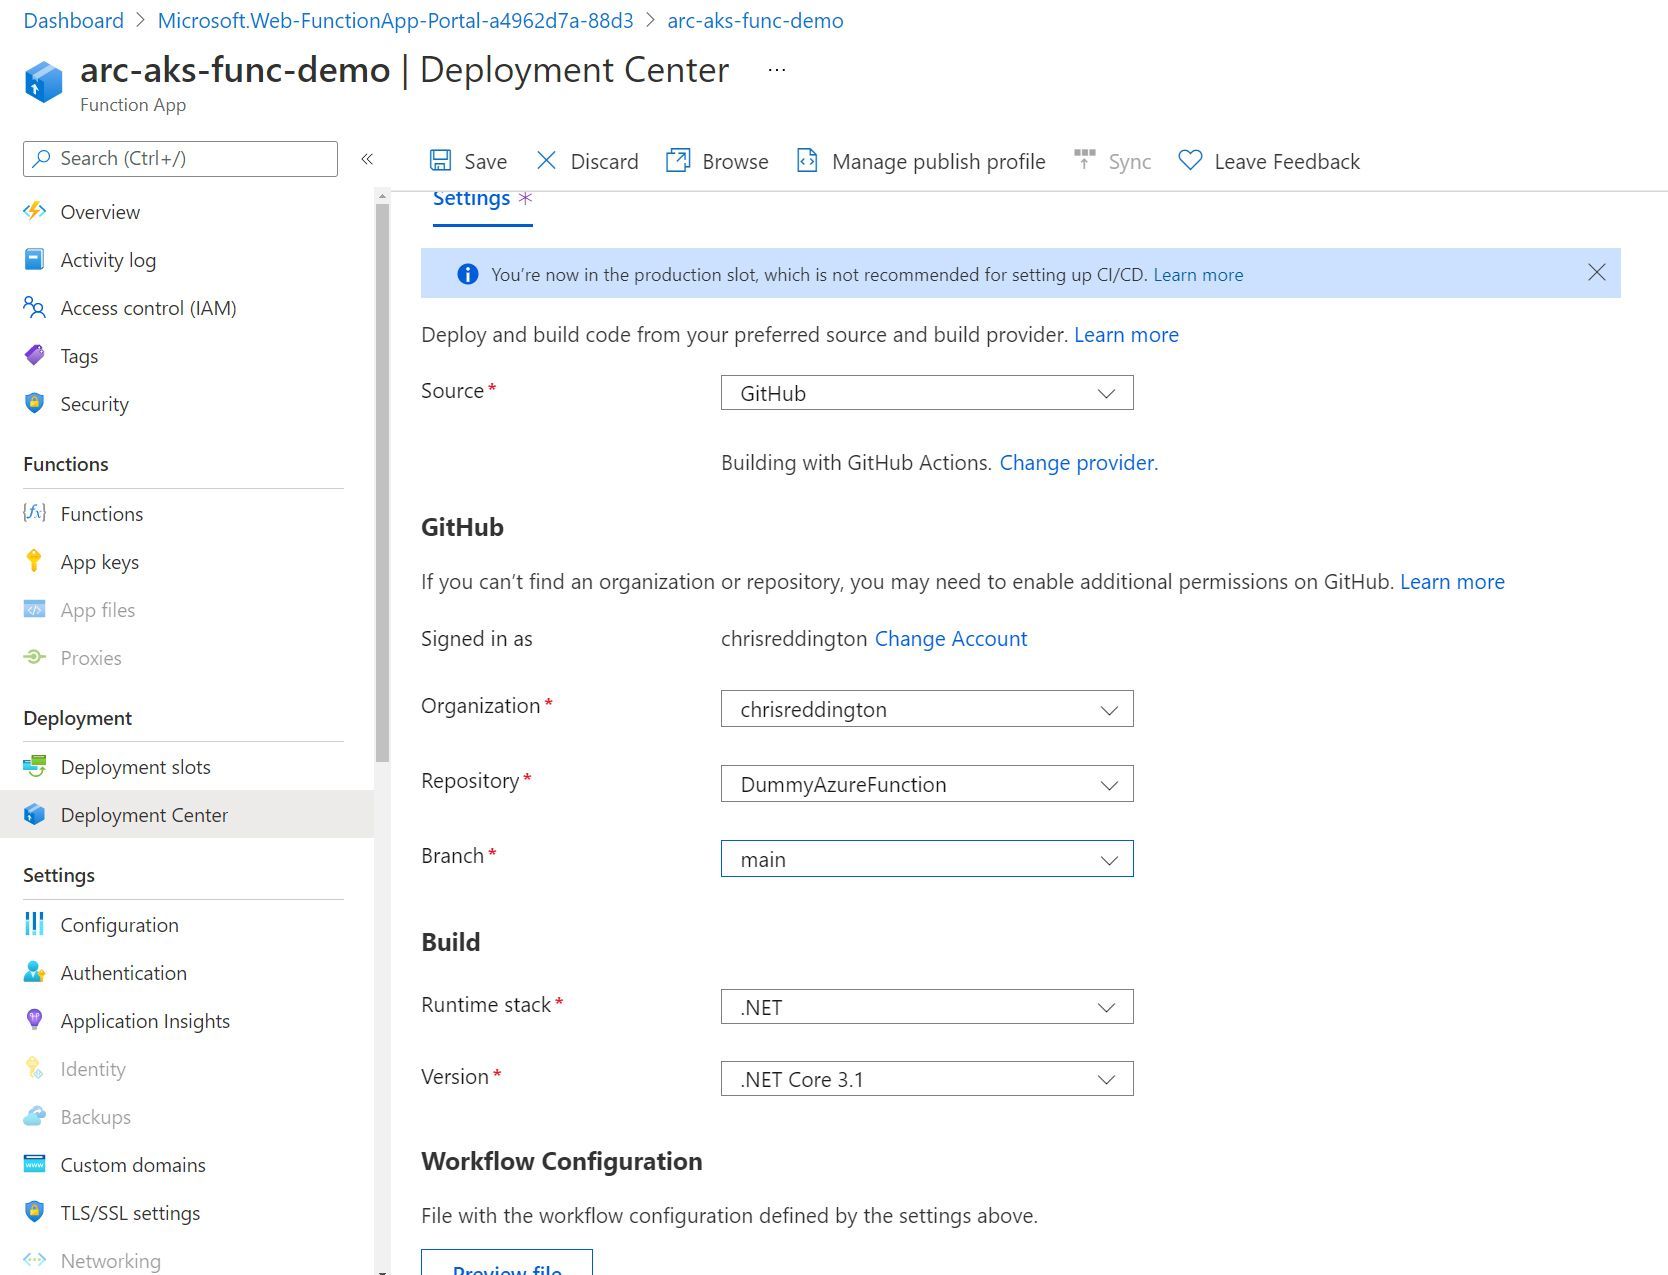 Dashboard > Microsoft.Web-FunctionApp-Portal-a4962d7a-88d3 > arc-aks-func-demo
arc-aks-func-demo | Deployment Center ...
Function App
Search (Ctrl+/)
«
Save
Discard
Browse
Manage publish profile
Sync
Leave Feedback
Overview
Activity log
Access control (IAM)
Tags
Security
Functions
Functions
App keys
App files
Proxies
Deployment
Deployment slots
Deployment Center
Settings
Configuration
Authentication
Application Insights
Identity
Backups
Custom domains
TLS/SSL settings
Networking
Settings *
You're now in the production slot, which is not recommended for setting up CI/CD. Learn more
Deploy and build code from your preferred source and build provider. Learn more
Source* GitHub
Building with GitHub Actions. Change provider.
GitHub
If you can't find an organization or repository, you may need to enable additional permissions on GitHub. Learn more
Signed in as chrisreddington Change Account
Organization* chrisreddington
Repository* DummyAzureFunction
Branch* main
Build
Runtime stack* .NET
Version* .NET Core 3.1
Workflow Configuration
File with the workflow configuration defined by the settings above.
Preview file